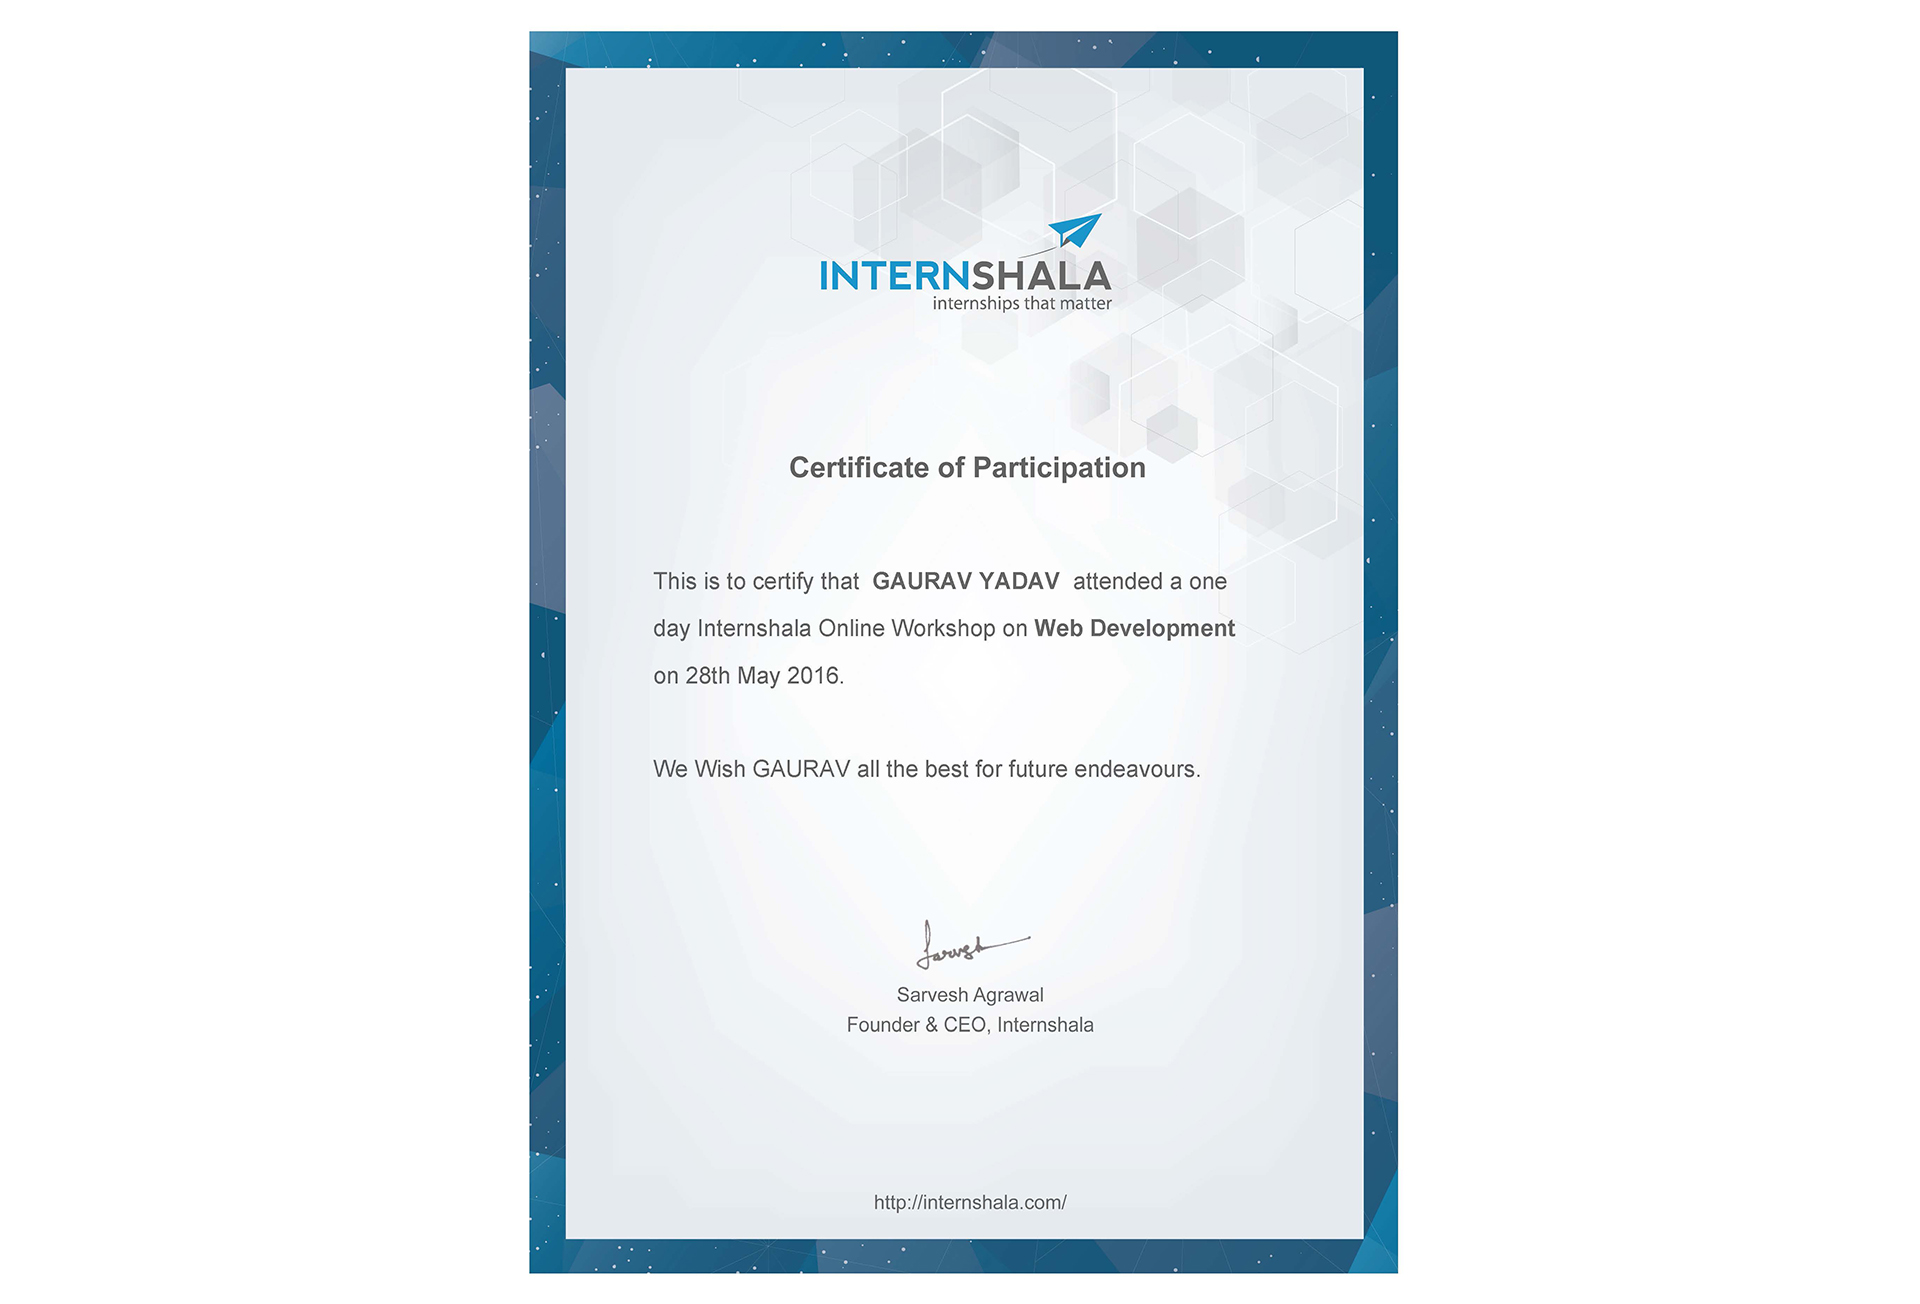 INTERNSHALA
internships that matter
Certificate of Participation
This is to certify that GAURAV YADAV attended a one
day Internshala Online Workshop on Web Development
on 28th May 2016.
We Wish GAURAV all the best for future endeavours.
Sarvesh
Sarvesh Agrawal
Founder & CEO, Internshala
http://internshala.com/